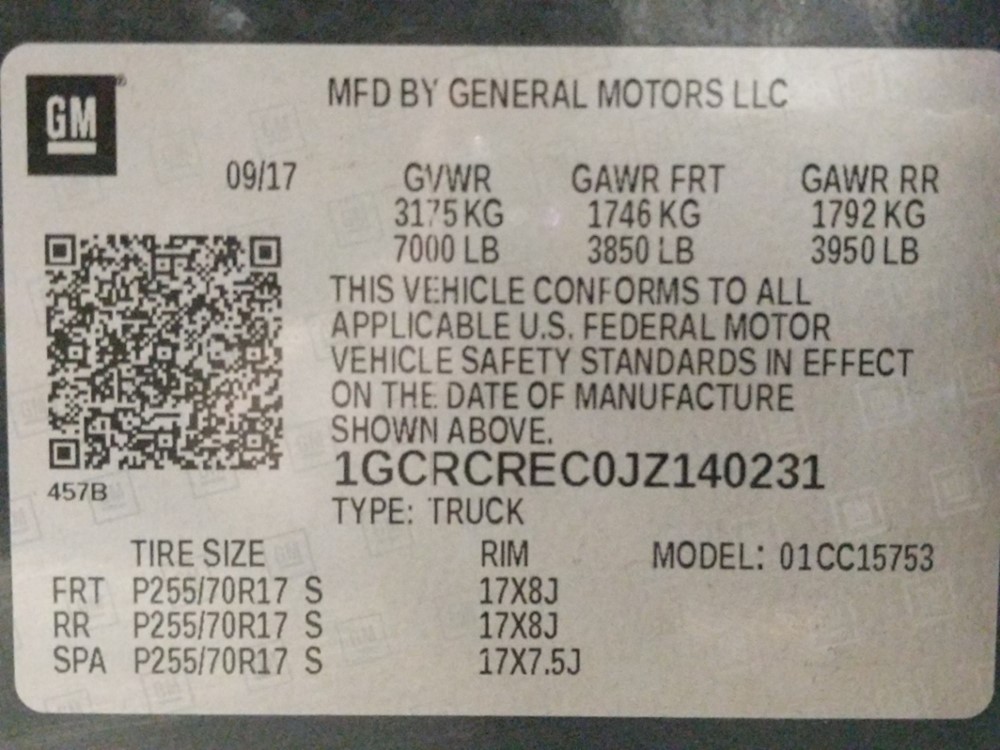 GM
MFD BY GENERAL MOTORS LLC
09/17 GVWR GAWR FRT GAWR RR
3175 KG 1746 KG 1792 KG
7000 LB 3850 LB 3950 LB
THIS VEHICLE CONFORMS TO ALL
APPLICABLE U.S. FEDERAL MOTOR
VEHICLE SAFETY STANDARDS IN EFFECT
ON THE DATE OF MANUFACTURE
SHOWN ABOVE.
1GCRCREC0JZ140231
457B
TYPE: TRUCK
TIRE SIZE RIM MODEL: 01CC15753
FRT P255/70R17 S 17X8J
RR P255/70R17 S 17X8J
SPA P255/70R17 S 17X7.5J